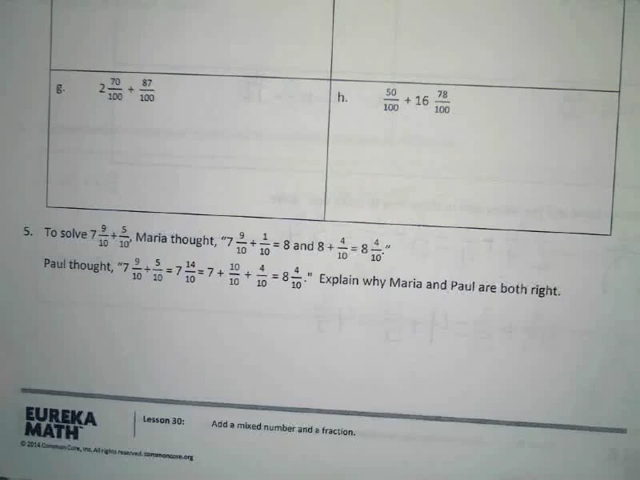 g. 2 70/100 + 87/100
h. 50/100 + 16 78/100
5. To solve 7 9/10 + 5/10, Maria thought, “7 9/10 + 1/10 = 8 and 8 + 4/10 = 8 4/10.”
Paul thought, “7 9/10 + 5/10 = 7 14/10 = 7 + 10/10 + 4/10 = 8 4/10.” Explain why Maria and Paul are both right.
EUREKA
MATH™
Lesson 30: Add a mixed number and a fraction.
© 2014 Common Core, Inc. All rights reserved. commoncore.org